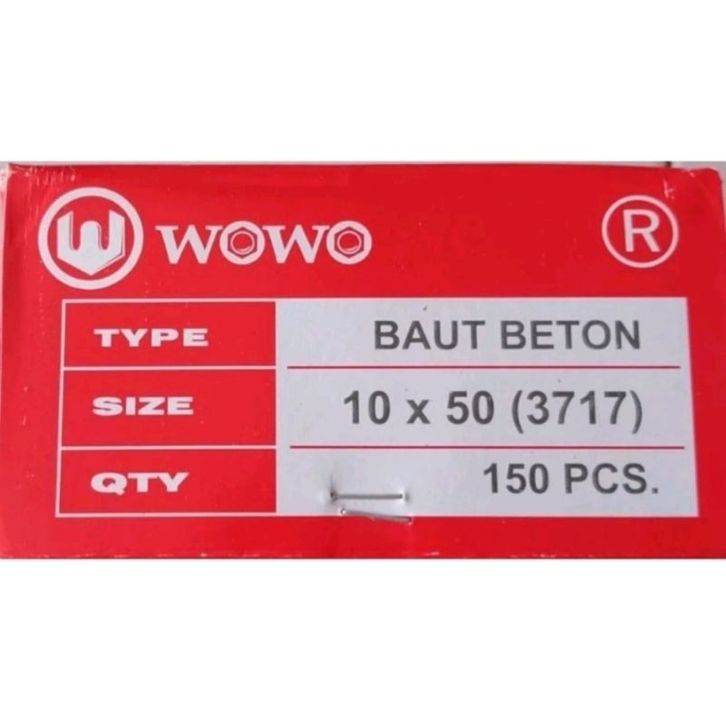 W WOWO ®
TYPE BAUT BETON
SIZE 10 x 50 (3717)
QTY 150 PCS.